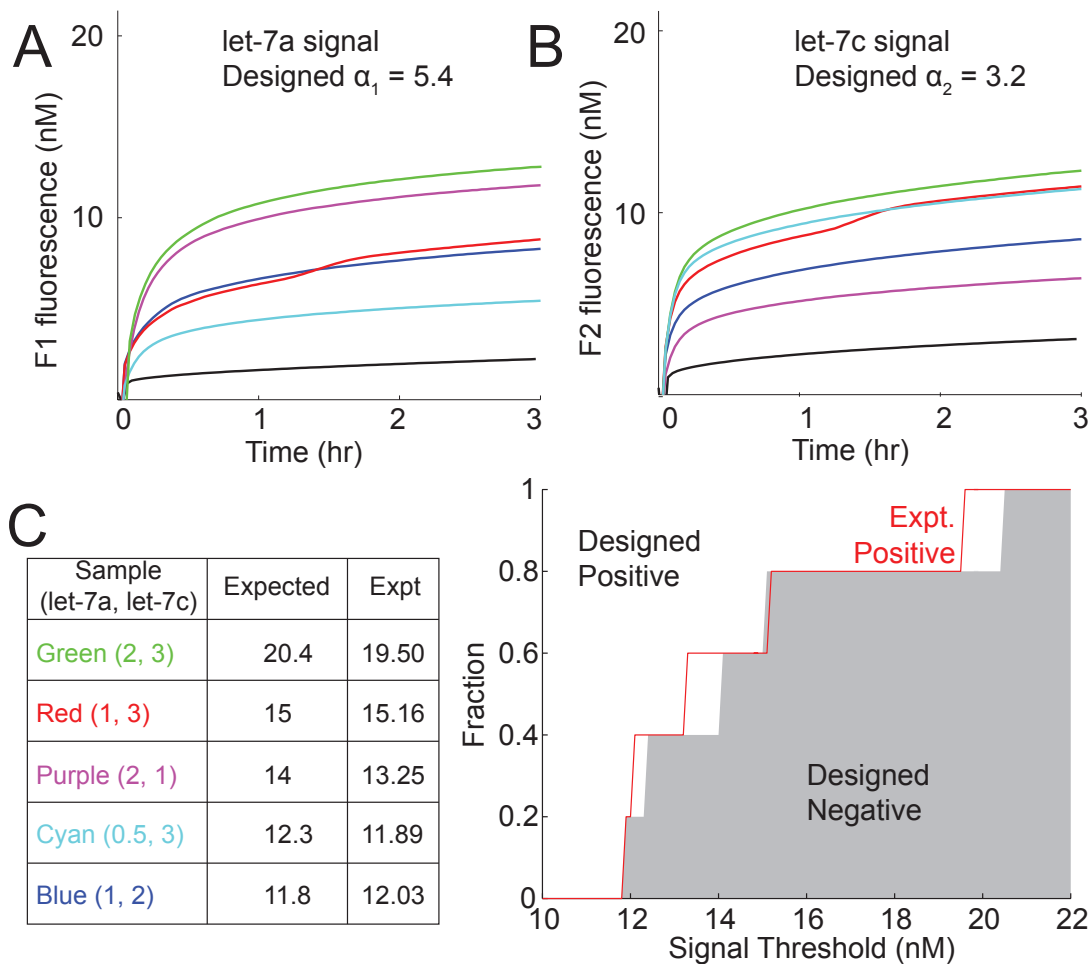 A
let-7a signal
Designed α₁ = 5.4
F1 fluorescence (nM)
20
10
0
1
2
3
Time (hr)
B
let-7c signal
Designed α₂ = 3.2
F2 fluorescence (nM)
20
10
0
1
2
3
Time (hr)
C
Sample
(let-7a, let-7c)
Expected
Expt
Green (2, 3)
20.4
19.50
Red (1, 3)
15
15.16
Purple (2, 1)
14
13.25
Cyan (0.5, 3)
12.3
11.89
Blue (1, 2)
11.8
12.03
Fraction
1
0.8
0.6
0.4
0.2
0
Designed
Positive
Expt.
Positive
Designed
Negative
10
12
14
16
18
20
22
Signal Threshold (nM)